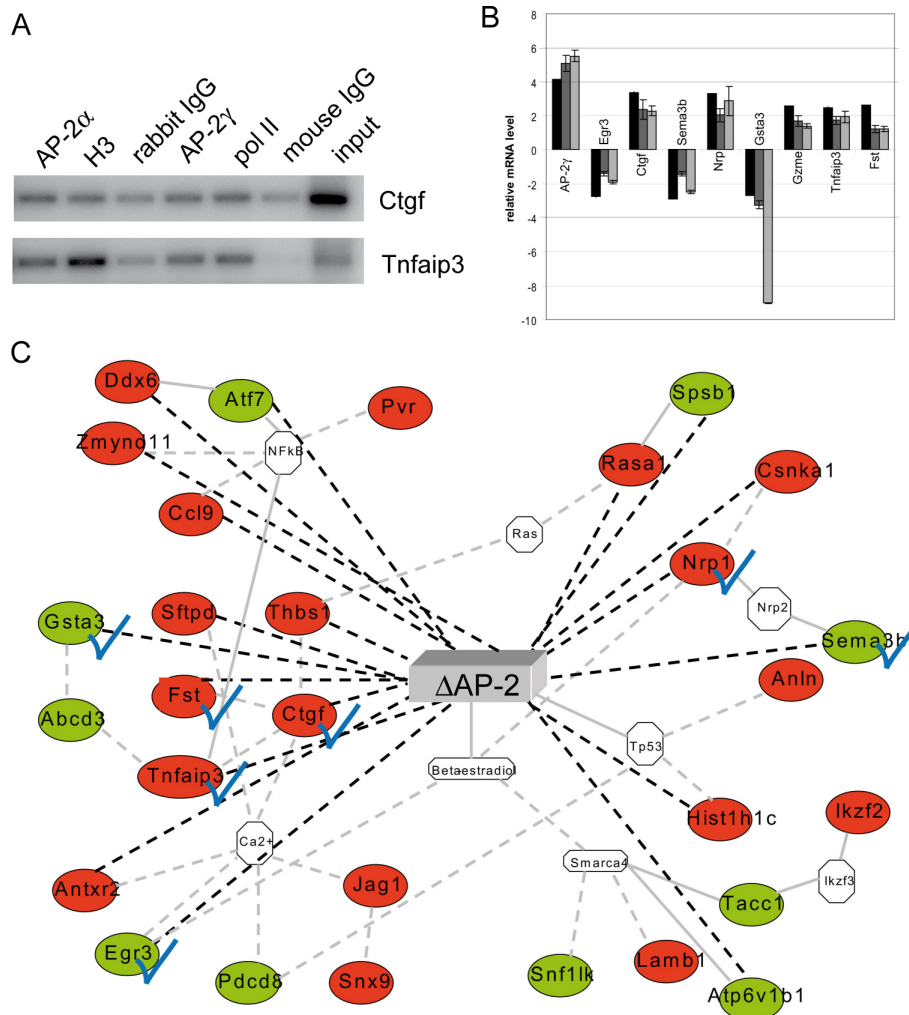 A
AP-2α
H3
rabbit IgG
AP-2γ
pol II
mouse IgG
input
Ctgf
Tnfaip3
B
relative mRNA level
8
6
4
2
0
-2
-4
-6
-8
-10
AP-2γ
Egr3
Ctgf
Sema3b
Nrp
Gsta3
Gzme
Tnfaip3
Fst
C
Ddx6
Atf7
Pvr
Spsb1
Zmynd11
NFkB
Rasa1
Csnka1
Ccl9
Ras
Nrp1
Gsta3
Sftpd
Thbs1
Nrp2
Sema3b
Fst
Ctgf
ΔAP-2
Anln
Abcd3
Tnfaip3
Betaestradiol
Tp53
Hist1h1c
Ikzf2
Ca2+
Smarca4
Ikzf3
Antxr2
Jag1
Tacc1
Egr3
Pdcd8
Snx9
Snf1lk
Lamb1
Atp6v1b1